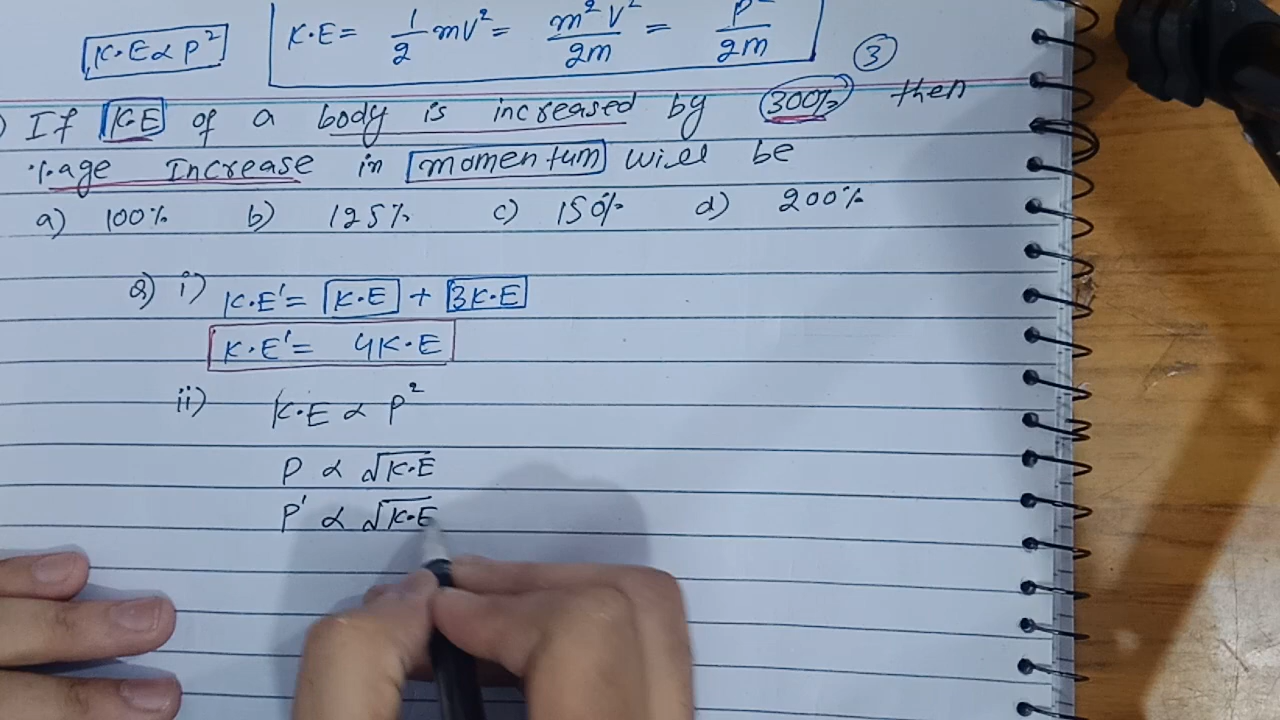 K.E ∝ P² K.E = 1/2 mV² = m²V²/2m = P²/2m
③
If K.E of a body is increased by 300% then
%age Increase in momentum will be
a) 100% b) 125% c) 150% d) 200%
i) K.E' = K.E + 3K.E
K.E' = 4K.E
ii) K.E ∝ P²
P ∝ √K.E
P' ∝ √K.E